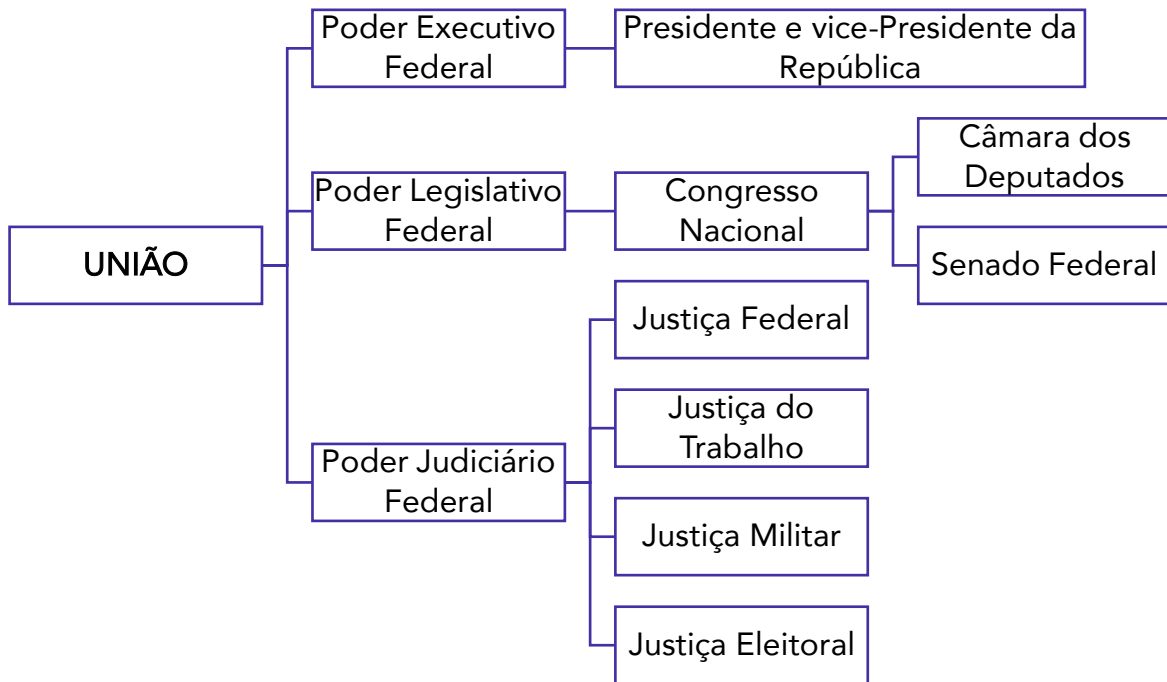 Poder Executivo
Federal
Presidente e vice-Presidente da
República
Câmara dos
Deputados
Poder Legislativo
Federal
Congresso
Nacional
UNIÃO
Senado Federal
Justiça Federal
Justiça do
Trabalho
Poder Judiciário
Federal
Justiça Militar
Justiça Eleitoral